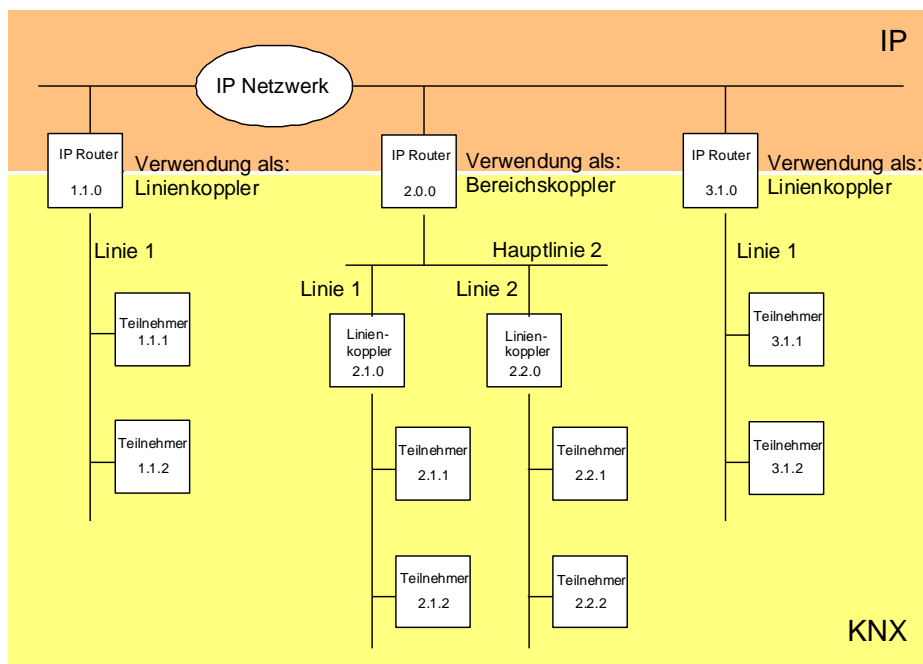 IP
IP Netzwerk
IP Router
1.1.0
Verwendung als:
Linienkoppler
IP Router
2.0.0
Verwendung als:
Bereichskoppler
IP Router
3.1.0
Verwendung als:
Linienkoppler
Linie 1
Teilnehmer
1.1.1
Teilnehmer
1.1.2
Hauptlinie 2
Linie 1
Linie 2
Linien-
koppler
2.1.0
Linien-
koppler
2.2.0
Teilnehmer
2.1.1
Teilnehmer
2.2.1
Teilnehmer
2.1.2
Teilnehmer
2.2.2
Linie 1
Teilnehmer
3.1.1
Teilnehmer
3.1.2
KNX